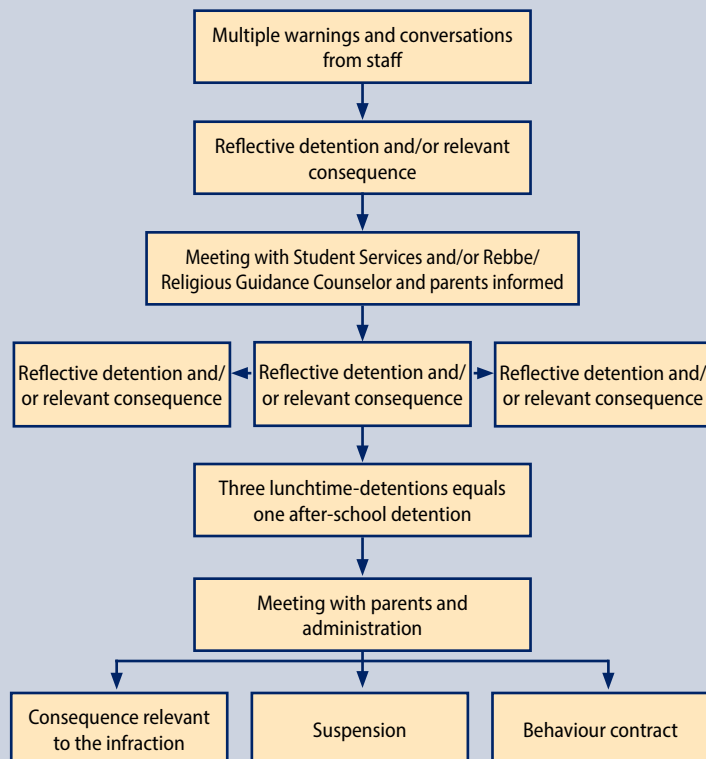 Multiple warnings and conversations
from staff
Reflective detention and/or relevant
consequence
Meeting with Student Services and/or Rebbe/
Religious Guidance Counselor and parents informed
Reflective detention and/
or relevant consequence
Reflective detention and/
or relevant consequence
Reflective detention and/
or relevant consequence
Three lunchtime-detentions equals
one after-school detention
Meeting with parents and
administration
Consequence relevant
to the infraction
Suspension
Behaviour contract